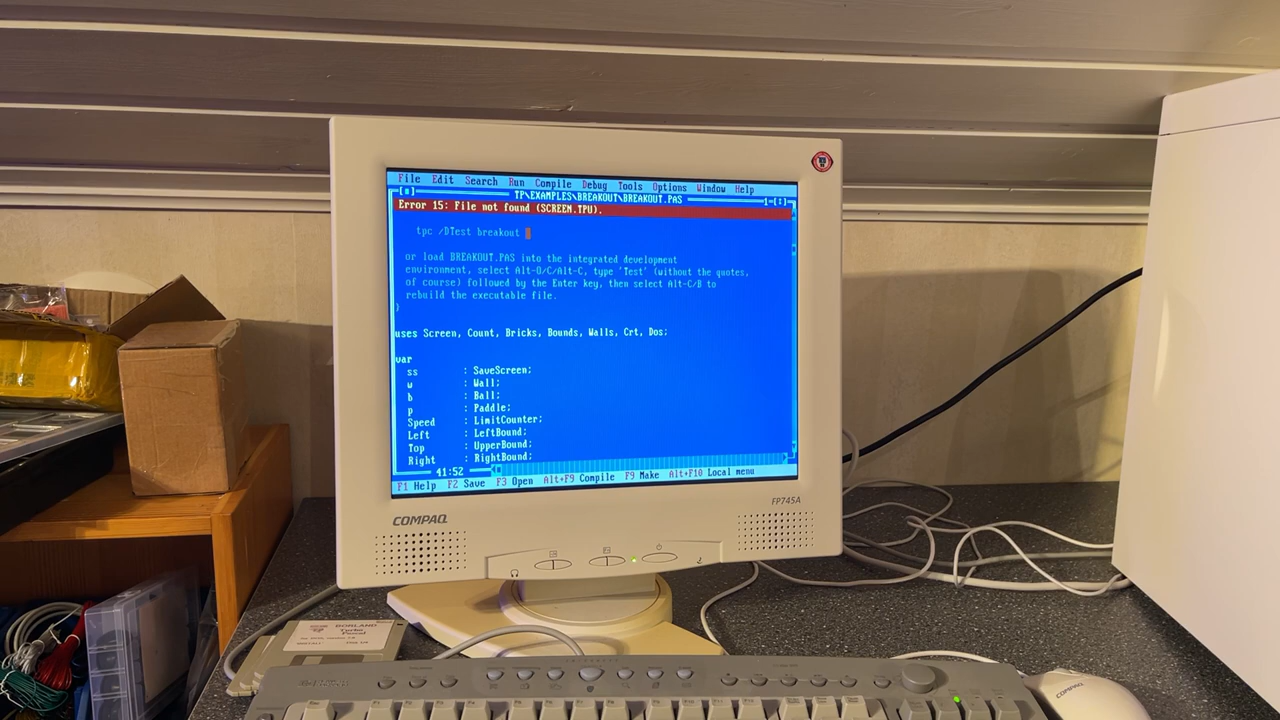 File Edit Search Run Compile Debug Tools Options Window Help
TP\EXAMPLES\BREAKOUT\BREAKOUT.PAS
Error 15: File not found (SCREEN.TPU).
tpc /DTest breakout
or load BREAKOUT.PAS into the integrated development
environment, select Alt-O/C/Alt-C, type 'Test' (without the quotes,
of course) followed by the Enter key, then select Alt-C/B to
rebuild the executable file.
}
uses Screen, Count, Bricks, Bounds, Walls, Crt, Dos;
var
ss : SaveScreen;
w : Wall;
b : Ball;
p : Paddle;
Speed : LimitCounter;
Left : LeftBound;
Top : UpperBound;
Right : RightBound;
41:52
F1 Help F2 Save F3 Open Alt+F9 Compile F9 Make Alt+F10 Local menu
COMPAQ
FP745A
BORLAND
Turbo
Pascal
COMPAQ